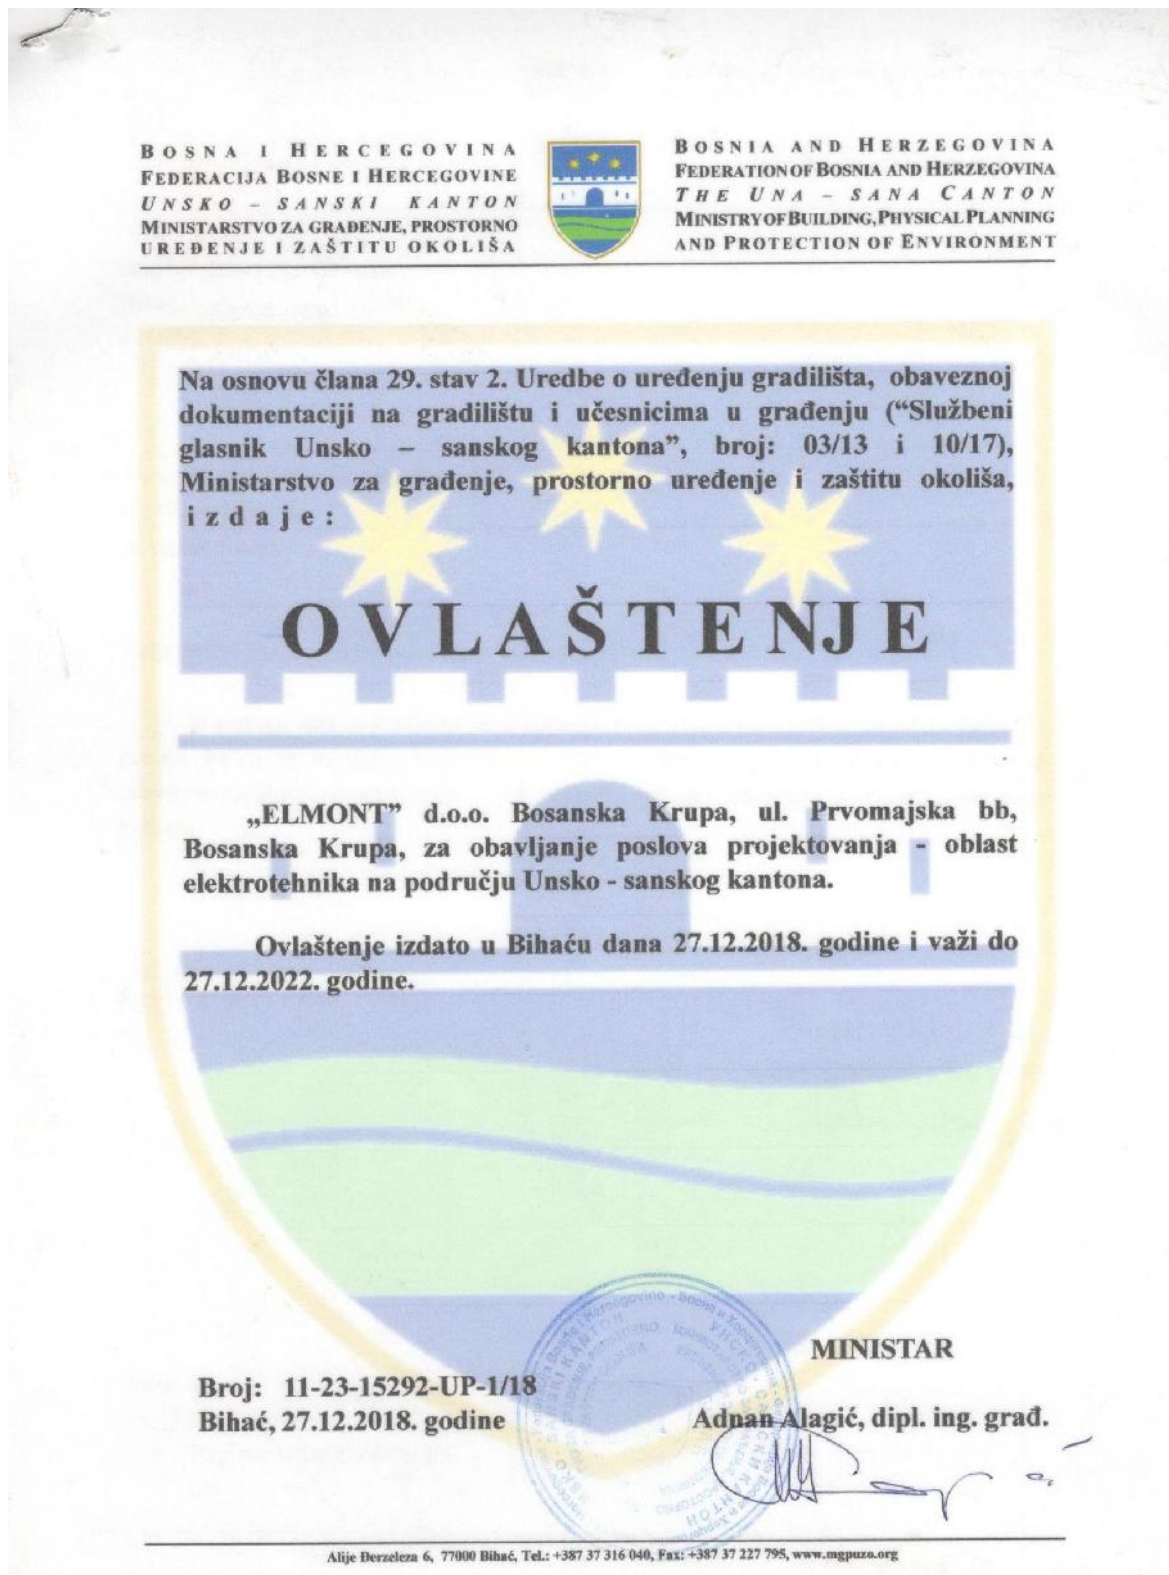 BOSNA I HERCEGOVINA
FEDERACIJA BOSNE I HERCEGOVINE
UNSKO – SANSKI KANTON
MINISTARSTVO ZA GRAĐENJE, PROSTORNO
UREĐENJE I ZAŠTITU OKOLIŠA
BOSNIA AND HERZEGOVINA
FEDERATION OF BOSNIA AND HERZEGOVINA
THE UNA – SANA CANTON
MINISTRY OF BUILDING, PHYSICAL PLANNING
AND PROTECTION OF ENVIRONMENT
Na osnovu člana 29. stav 2. Uredbe o uređenju gradilišta, obaveznoj
dokumentaciji na gradilištu i učesnicima u građenju (“Službeni
glasnik Unsko – sanskog kantona”, broj: 03/13 i 10/17),
Ministarstvo za građenje, prostorno uređenje i zaštitu okoliša,
i z d a j e :
O V L A Š T E NJ E
„ELMONT” d.o.o. Bosanska Krupa, ul. Prvomajska bb,
Bosanska Krupa, za obavljanje poslova projektovanja - oblast
elektrotehnika na području Unsko - sanskog kantona.
Ovlaštenje izdato u Bihaću dana 27.12.2018. godine i važi do
27.12.2022. godine.
MINISTAR
Broj: 11-23-15292-UP-1/18
Bihać, 27.12.2018. godine
Adnan Alagić, dipl. ing. građ.
Alije Đerzeleza 6, 77000 Bihać, Tel.: +387 37 316 040, Fax: +387 37 227 795, www.mgpuzo.org